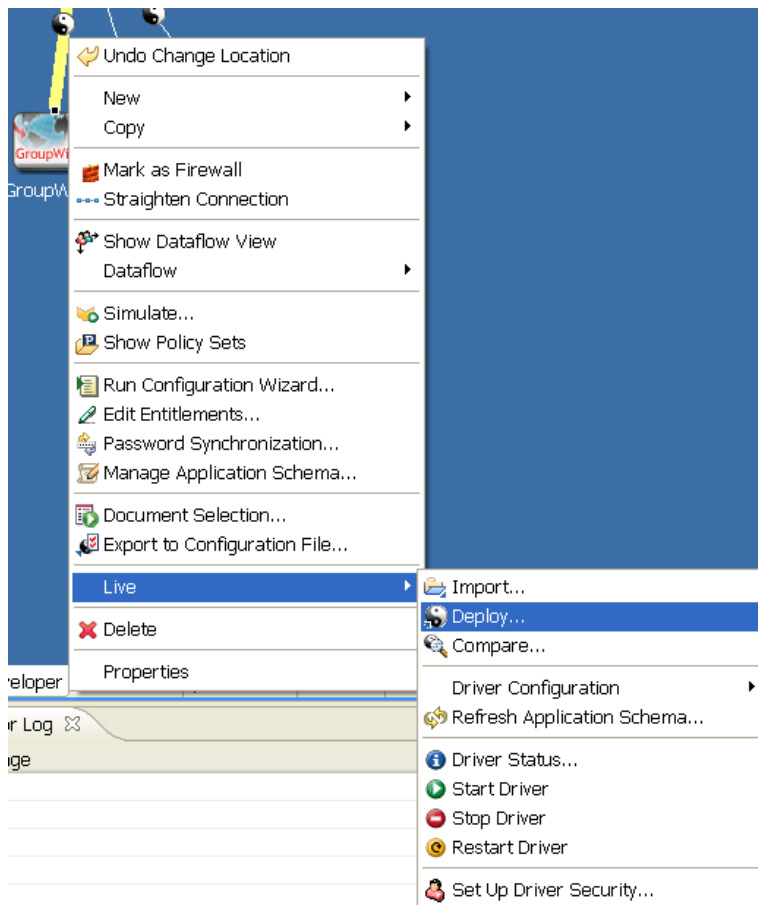 Undo Change Location
New
Copy
GroupWi
Mark as Firewall
GroupW
Straighten Connection
Show Dataflow View
Dataflow
Simulate...
Show Policy Sets
Run Configuration Wizard...
Edit Entitlements...
Password Synchronization...
Manage Application Schema...
Document Selection...
Export to Configuration File...
Live
Delete
Properties
Import...
Deploy...
Compare...
Driver Configuration
Refresh Application Schema...
Driver Status...
Start Driver
Stop Driver
Restart Driver
Set Up Driver Security...
eloper
or Log
ge